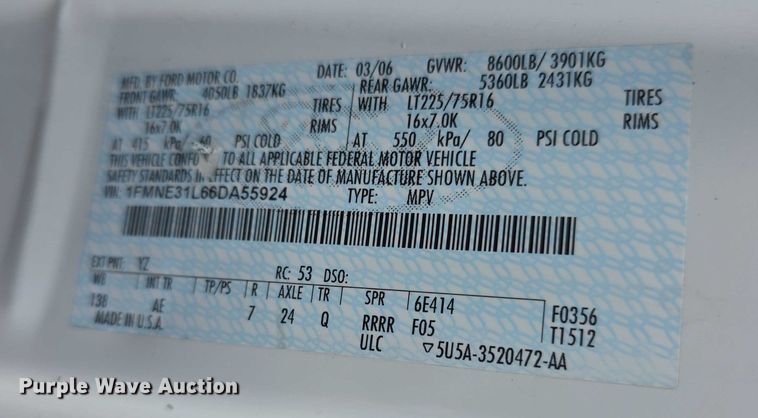 MFD. BY FORD MOTOR CO. DATE: 03/06 GVWR: 8600LB/ 3901KG
FRONT GAWR: 4050LB 1837KG REAR GAWR: 5360LB 2431KG
WITH LT225/75R16 TIRES WITH LT225/75R16 TIRES
16x7.0K RIMS 16x7.0K RIMS
AT 415 kPa/ 60 PSI COLD AT 550 kPa/ 80 PSI COLD
THIS VEHICLE CONFO TO ALL APPLICABLE FEDERAL MOTOR VEHICLE
SAFETY STANDARDS IN EFFECT ON THE DATE OF MANUFACTURE SHOWN ABOVE.
VIN: 1FMNE31L66DA55924 TYPE: MPV
EXT PNT: YZ RC: 53 DSO:
WB INT TR TP/PS R AXLE TR SPR 6E414 F0356
138 AE 7 24 Q RRRR F05 T1512
MADE IN U.S.A. ULC ▽5U5A-3520472-AA
Purple Wave Auction